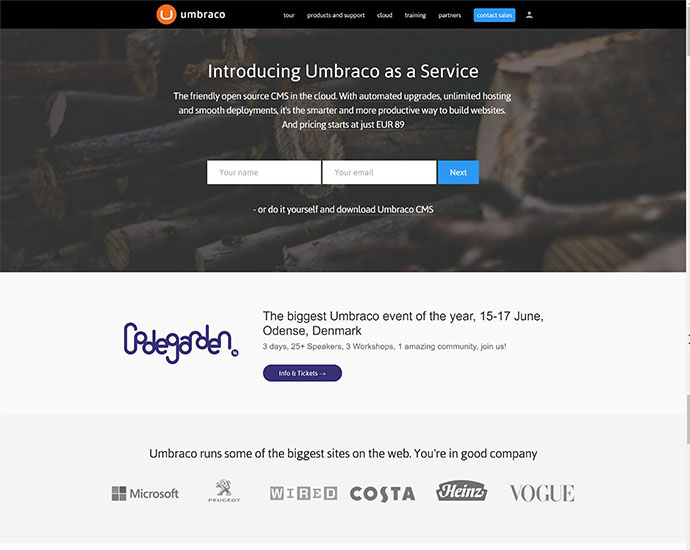 umbraco
tour products and support cloud training partners contact sales
Introducing Umbraco as a Service
The friendly open source CMS in the cloud. With automated upgrades, unlimited hosting
and smooth deployments, it's the smarter and more productive way to build websites.
And pricing starts at just EUR 89
Your name Your email Next
- or do it yourself and download Umbraco CMS
Codegarden
The biggest Umbraco event of the year, 15-17 June,
Odense, Denmark
3 days, 25+ Speakers, 3 Workshops, 1 amazing community, join us!
Info & Tickets →
Umbraco runs some of the biggest sites on the web. You're in good company
Microsoft PEUGEOT WIRED COSTA Heinz VOGUE